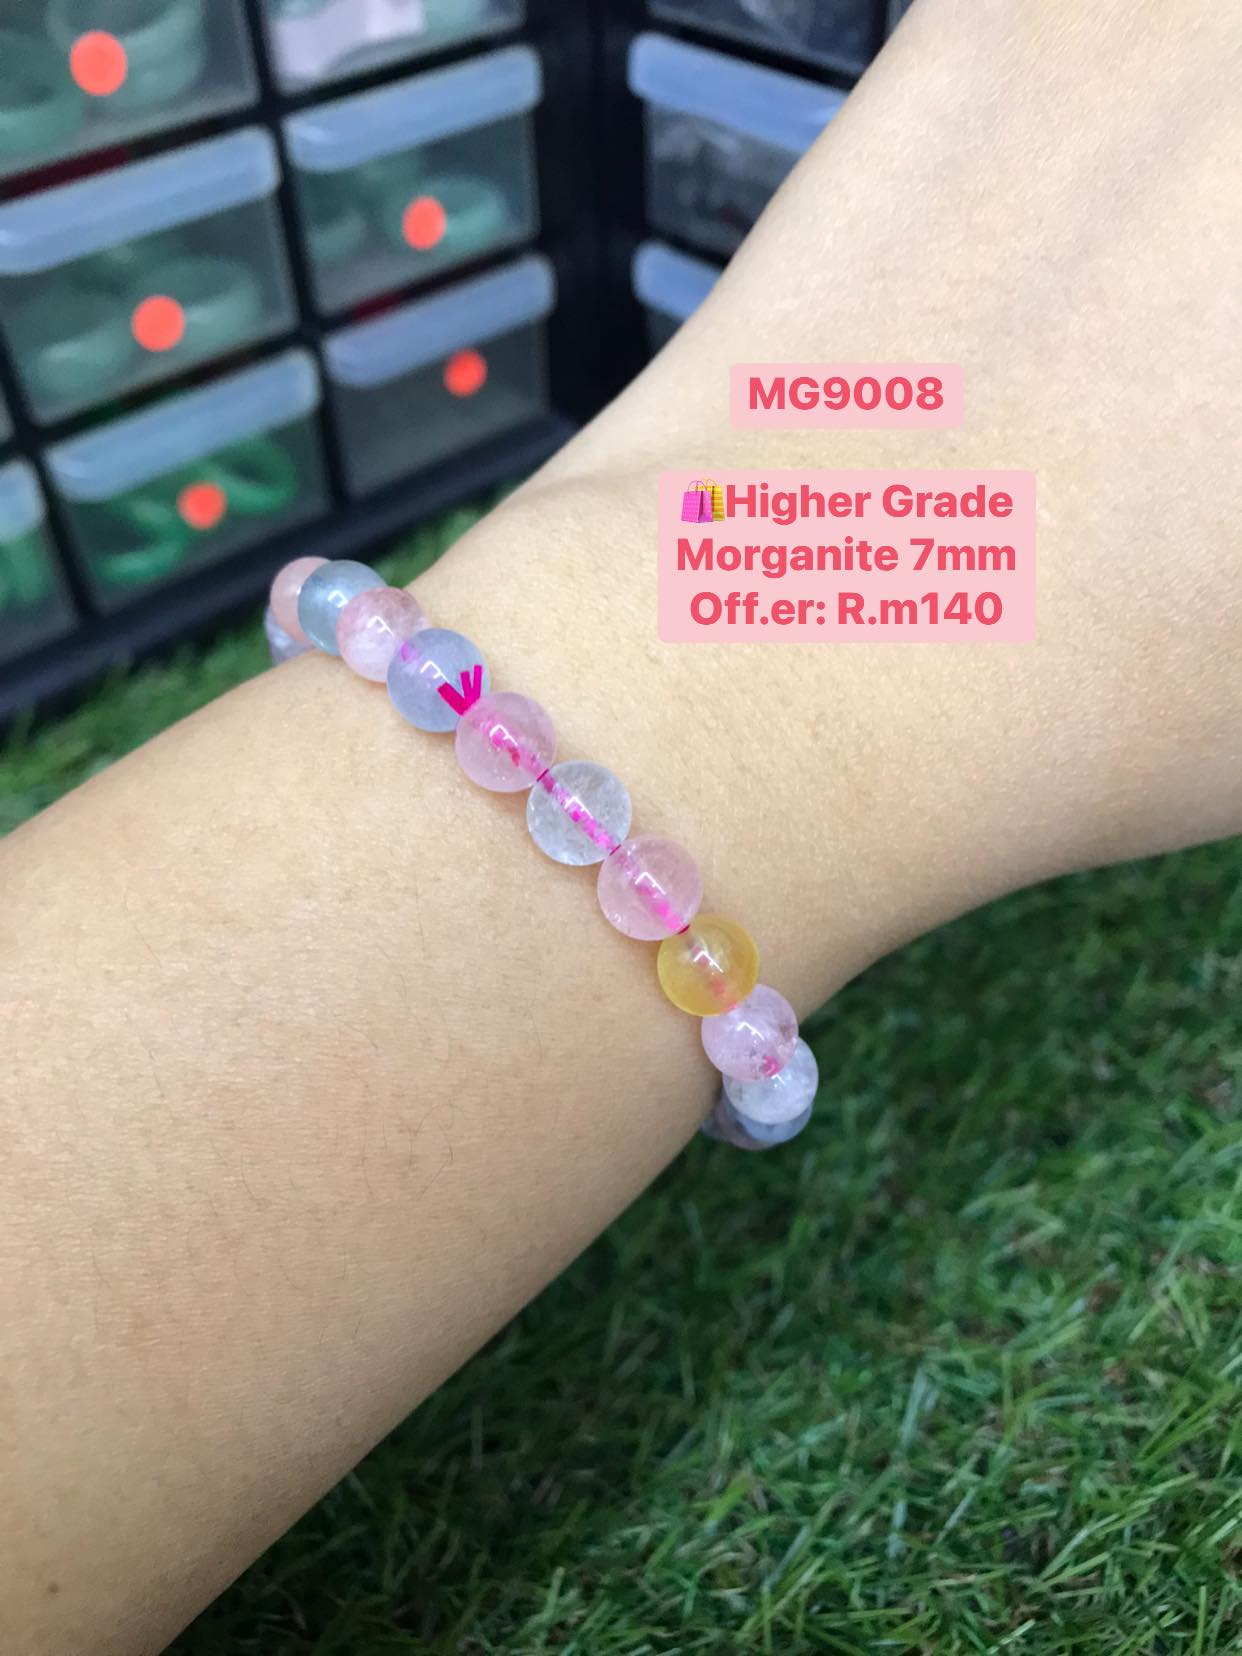 MG9008
🛍️Higher Grade
Morganite 7mm
Off.er: R.m140